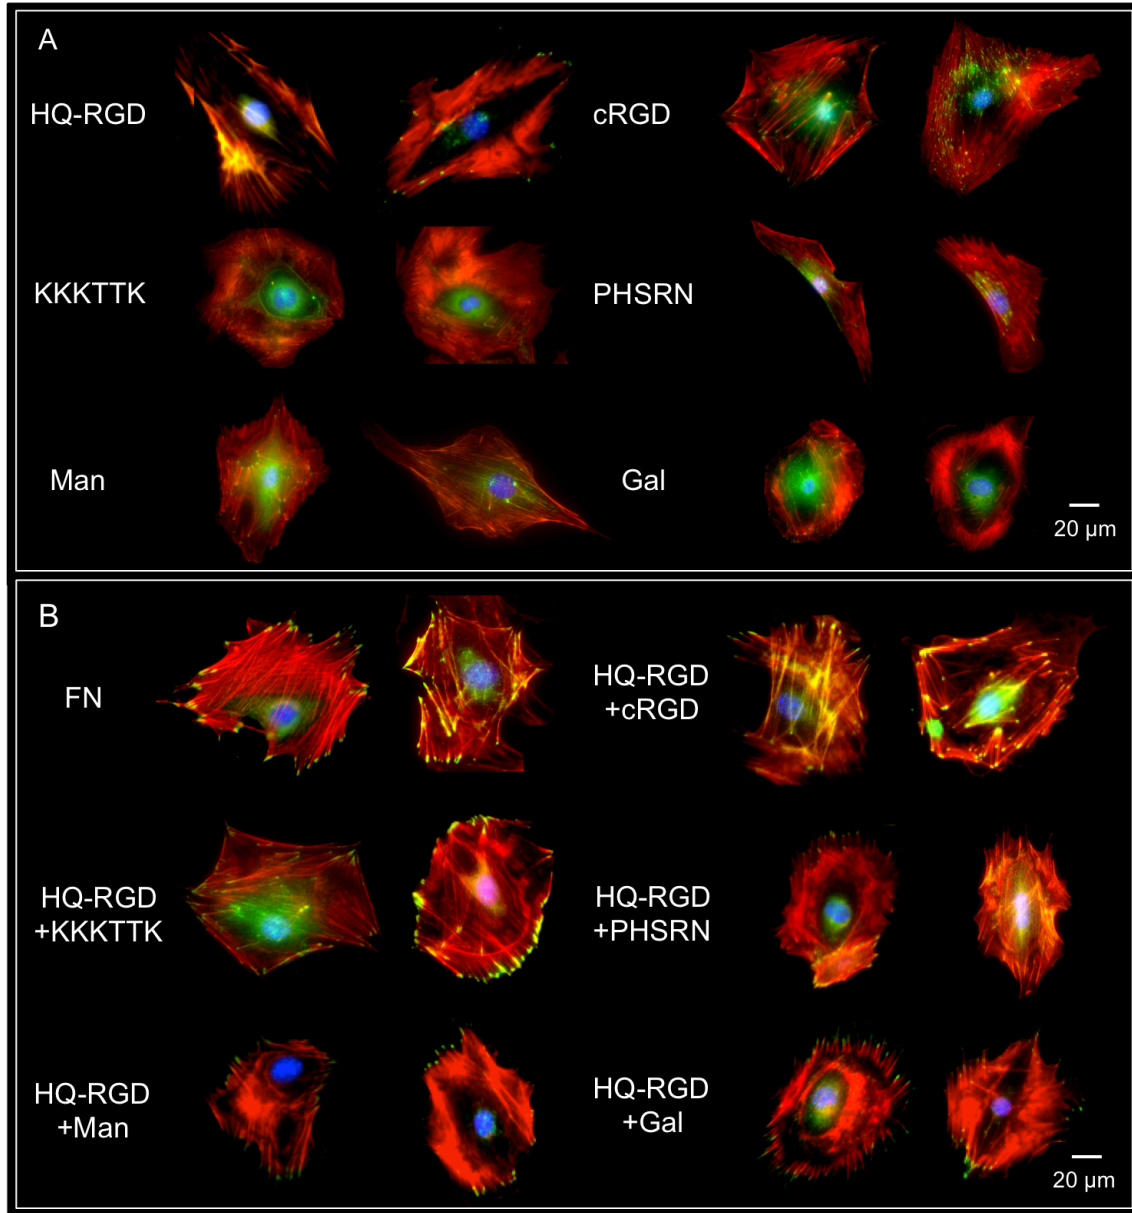 A
HQ-RGD
cRGD
KKKTTK
PHSRN
Man
Gal
20 µm
B
FN
HQ-RGD
+cRGD
HQ-RGD
+KKKTTK
HQ-RGD
+PHSRN
HQ-RGD
+Man
HQ-RGD
+Gal
20 µm